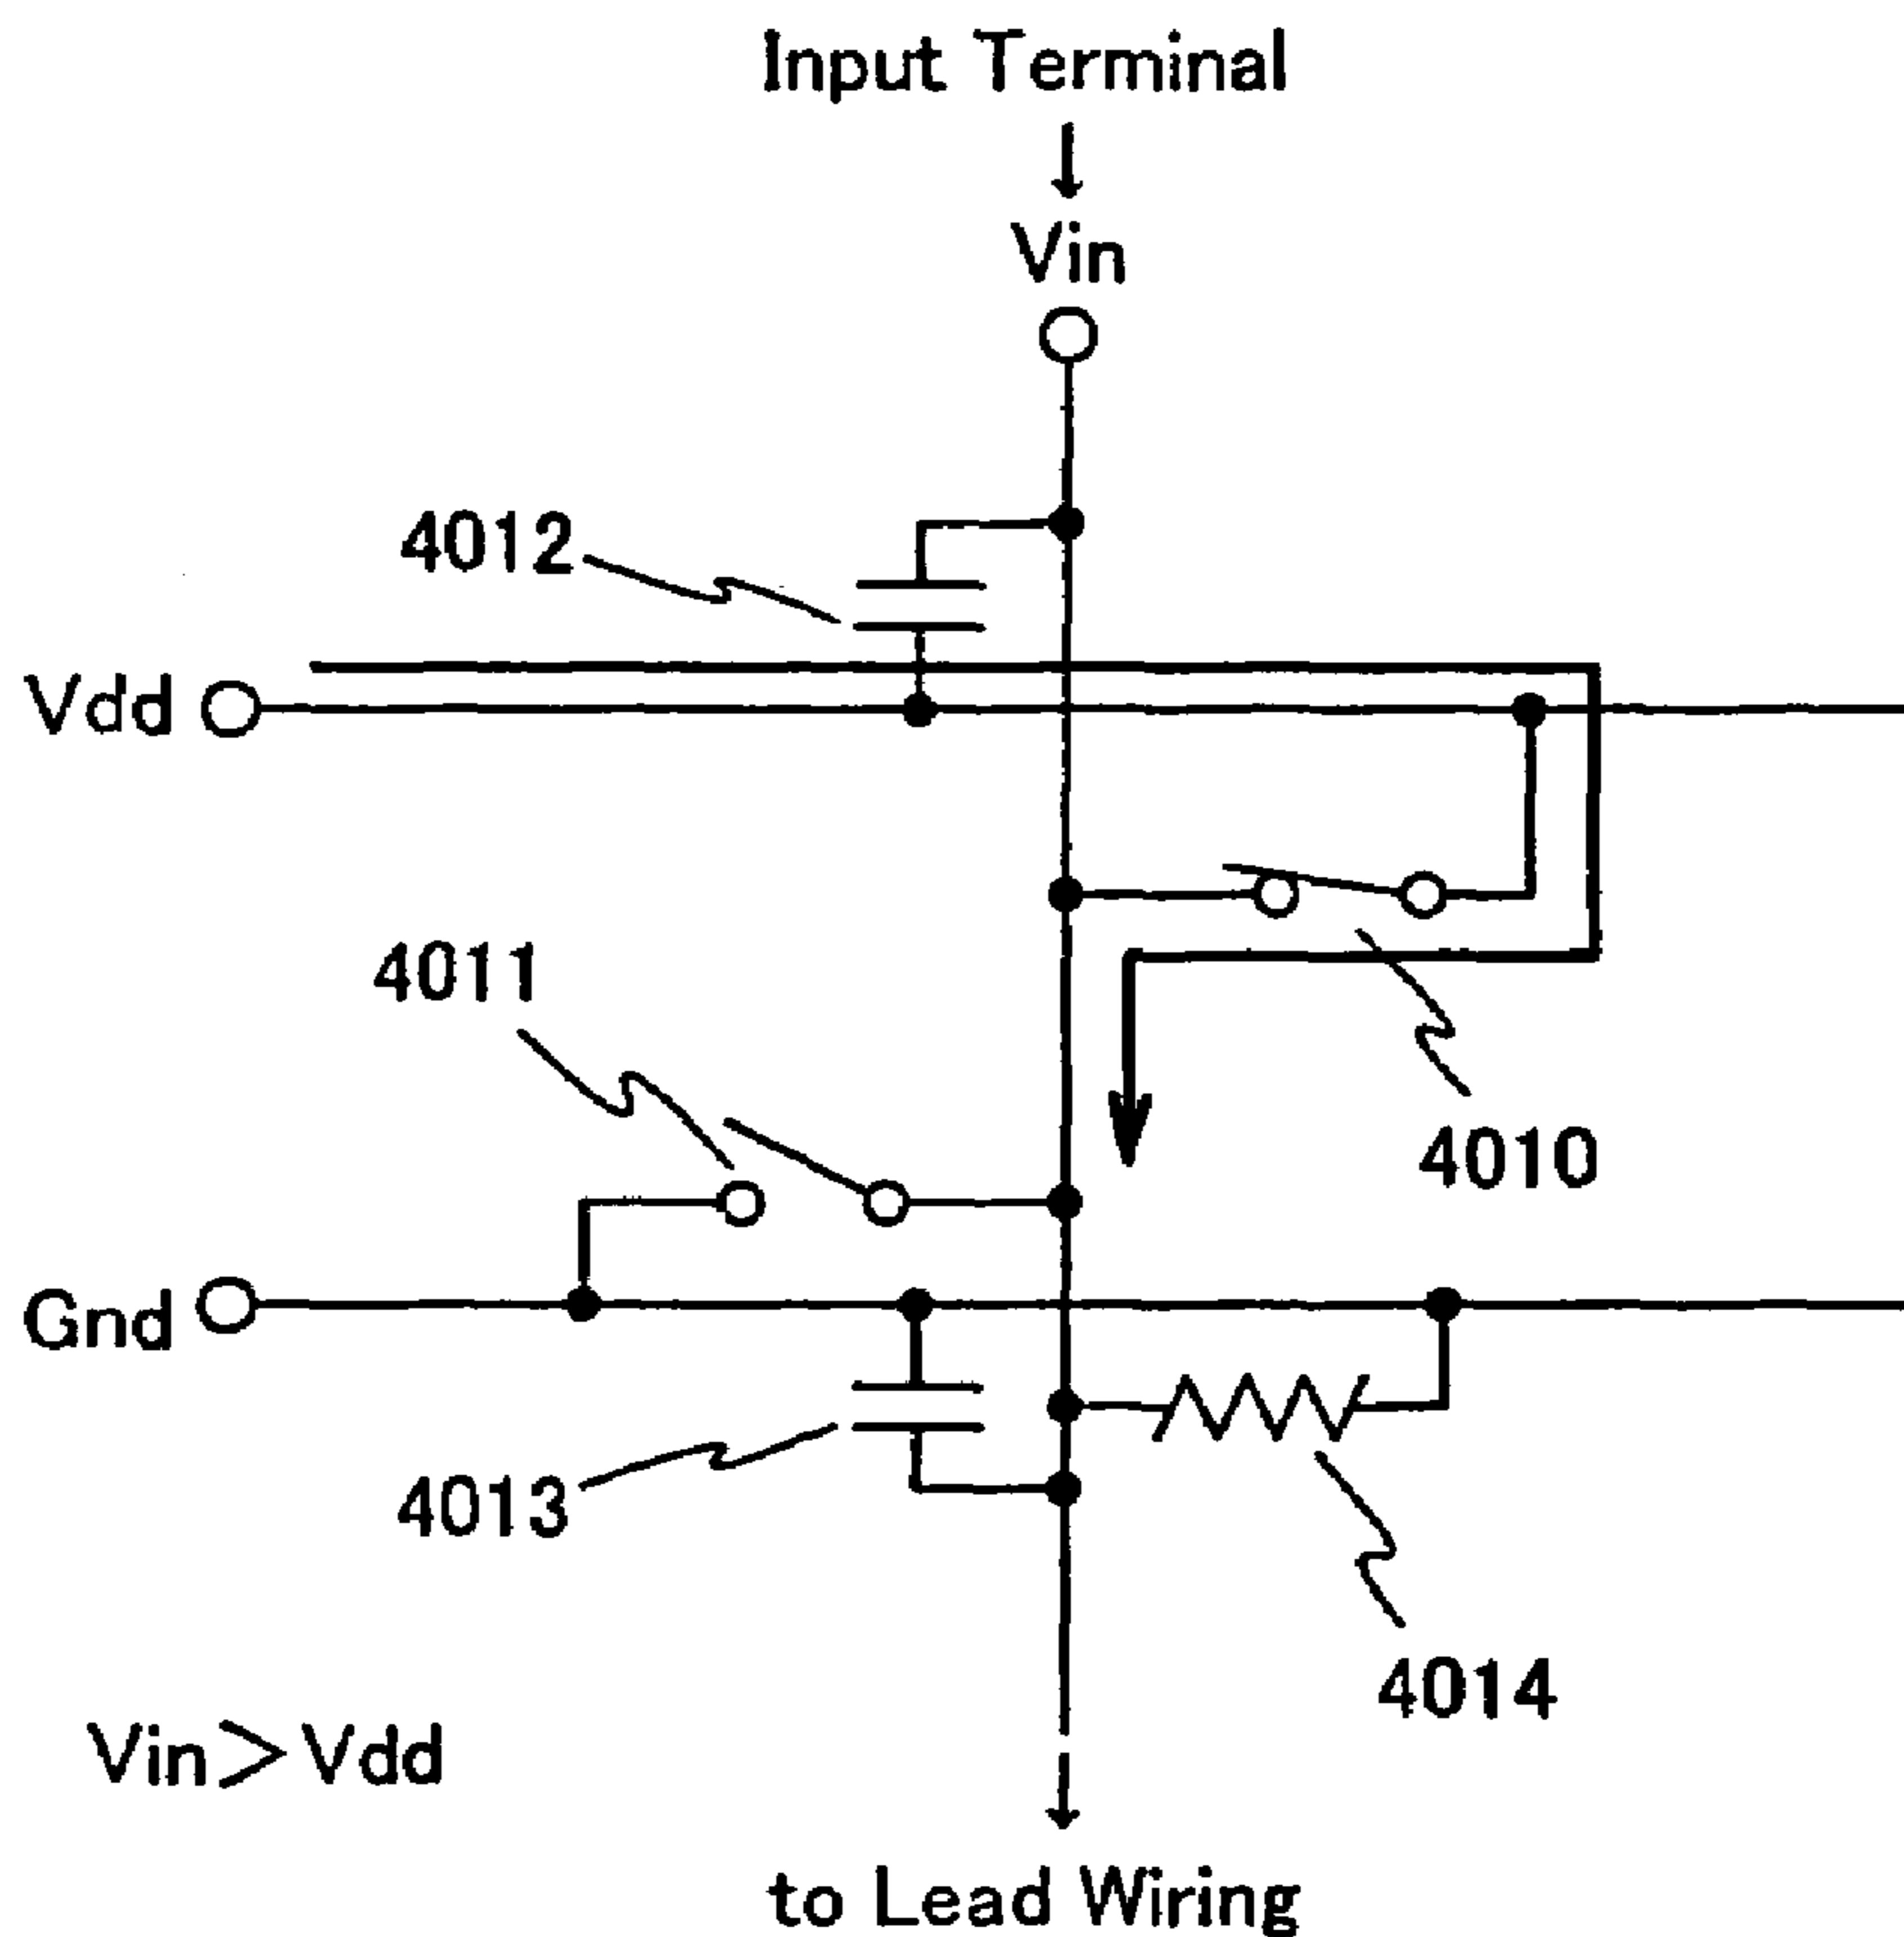 Input Terminal
Vin
4012
Vdd
4011
4010
Gnd
4013
4014
Vin>Vdd
to Lead Wiring